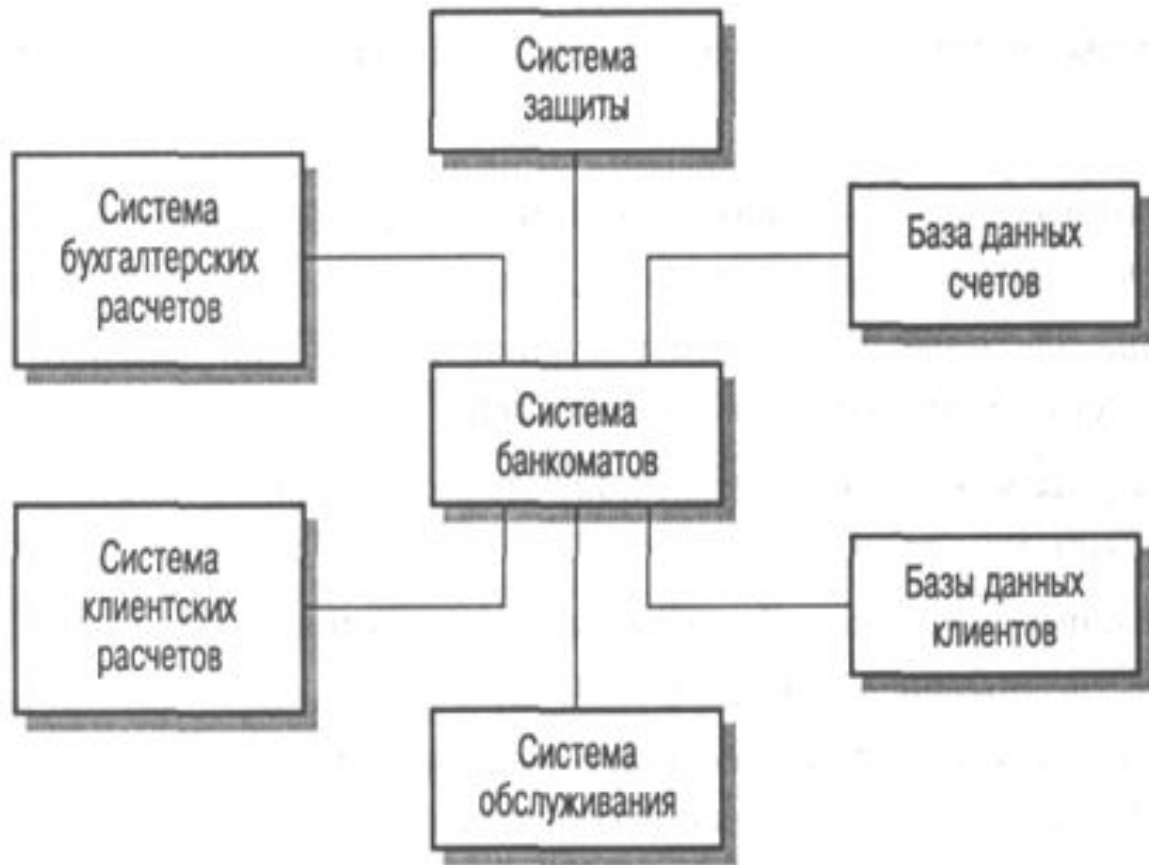 Система
защиты
Система
бухгалтерских
расчетов
База данных
счетов
Система
банкоматов
Система
клиентских
расчетов
Базы данных
клиентов
Система
обслуживания